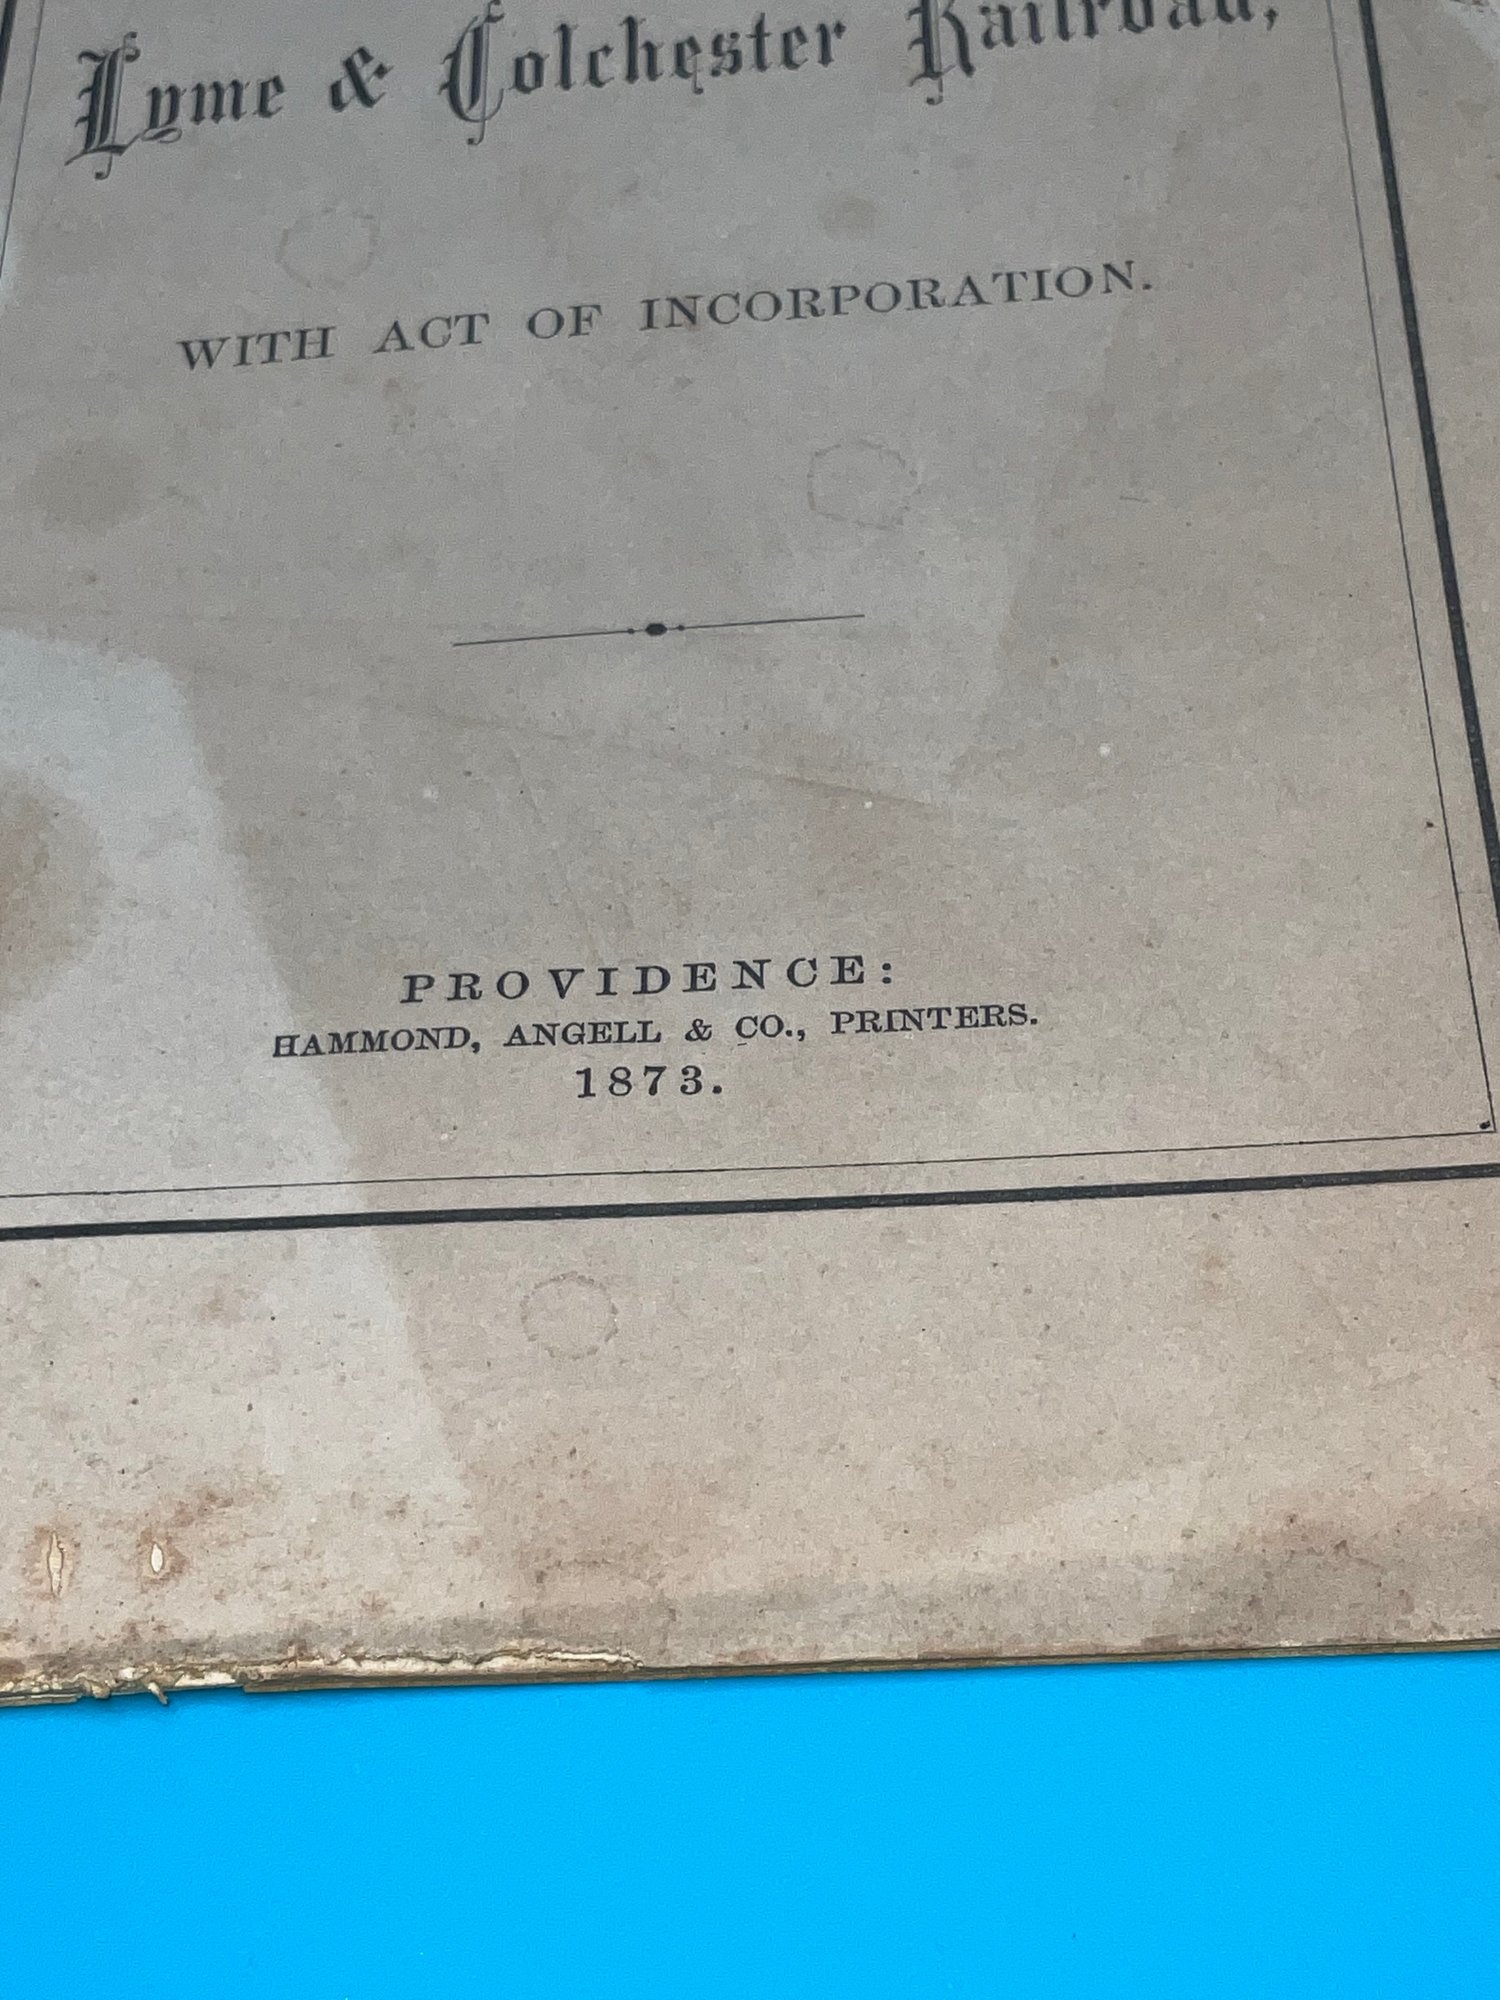 Lyme & Colchester Railroad,
WITH ACT OF INCORPORATION.
PROVIDENCE:
HAMMOND, ANGELL & CO., PRINTERS.
1873.